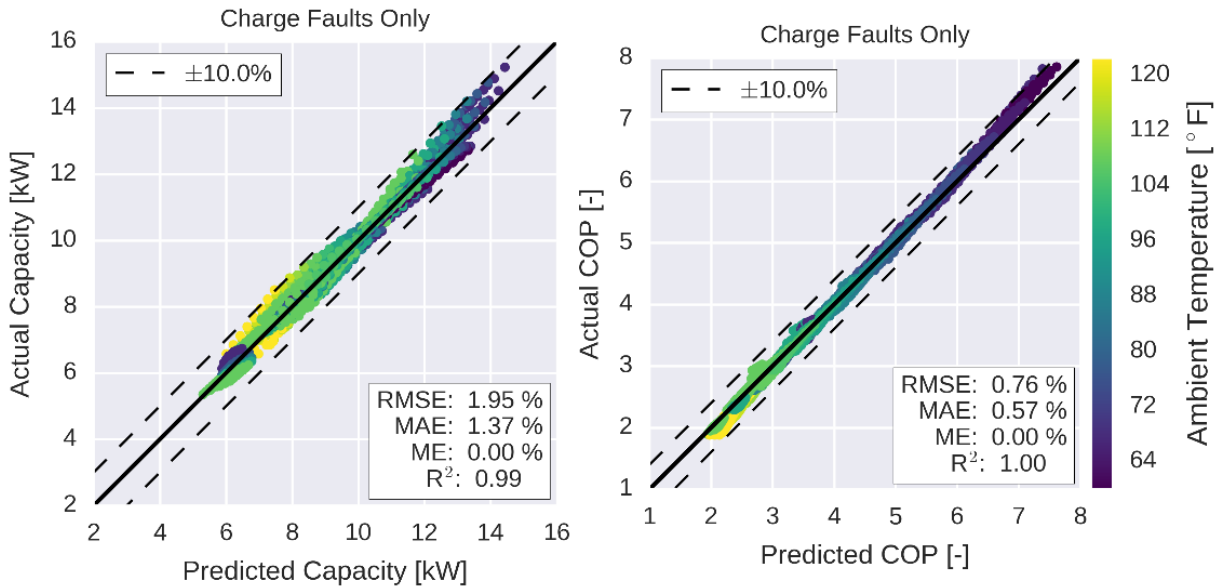 Charge Faults Only
±10.0%
Actual Capacity [kW]
16
14
12
10
8
6
4
2
RMSE: 1.95 %
MAE: 1.37 %
ME: 0.00 %
R²: 0.99
2 4 6 8 10 12 14 16
Predicted Capacity [kW]
Charge Faults Only
±10.0%
Actual COP [-]
8
7
6
5
4
3
2
1
RMSE: 0.76 %
MAE: 0.57 %
ME: 0.00 %
R²: 1.00
1 2 3 4 5 6 7 8
Predicted COP [-]
120
112
104
96
88
80
72
64
Ambient Temperature [°F]